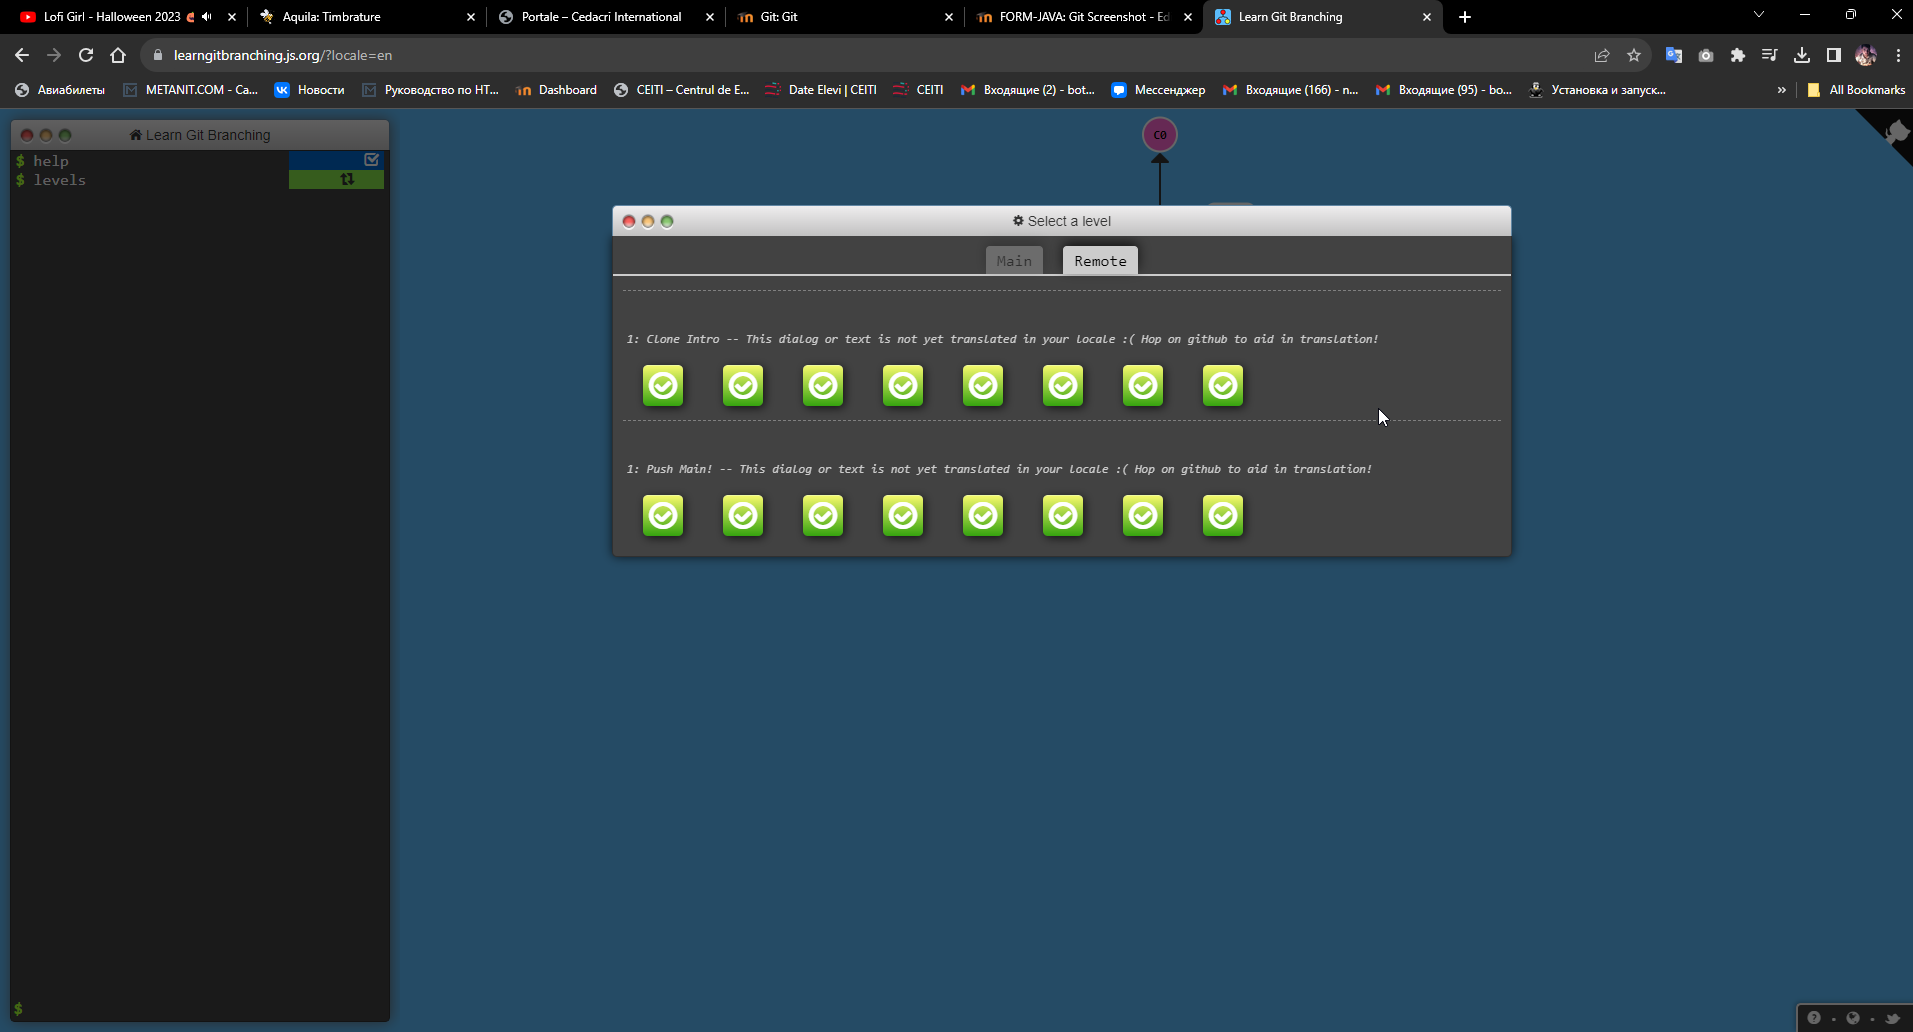 Lofi Girl - Halloween 2023
Aquila: Timbrature
Portale – Cedacri International
Git: Git
FORM-JAVA: Git Screenshot - Ed
Learn Git Branching
learngitbranching.js.org/?locale=en
Авиабилеты
METANIT.COM - Са...
Новости
Руководство по HT...
Dashboard
CEITI – Centrul de E...
Date Elevi | CEITI
CEITI
Входящие (2) - bot...
Мессенджер
Входящие (166) - n...
Входящие (95) - bo...
Установка и запуск...
»
All Bookmarks
Learn Git Branching
$ help
$ levels
C0
Select a level
Main
Remote
1: Clone Intro -- This dialog or text is not yet translated in your locale :( Hop on github to aid in translation!
1: Push Main! -- This dialog or text is not yet translated in your locale :( Hop on github to aid in translation!
$